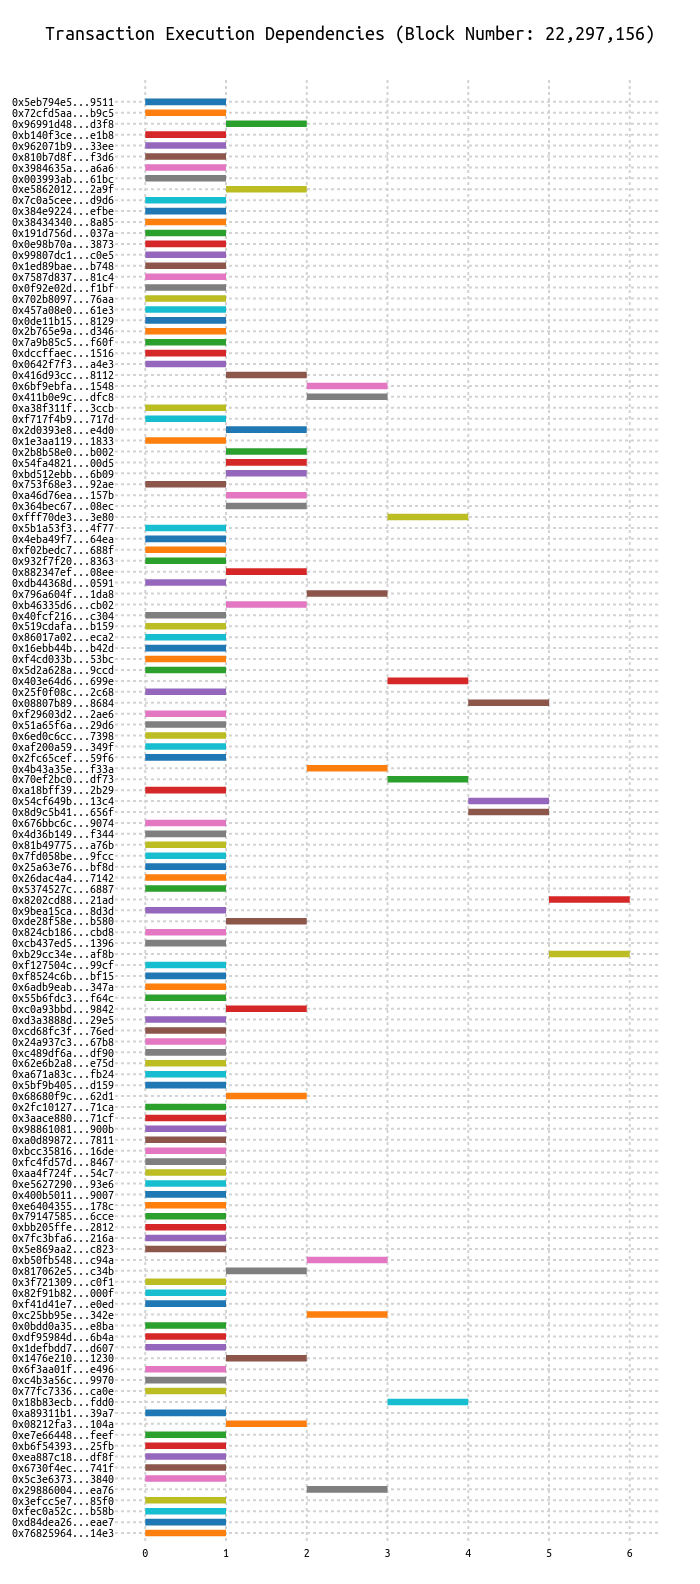 Transaction Execution Dependencies (Block Number: 22,297,156)
0x5eb794e5...9511
0x72cfd5aa...b9c5
0x96991d48...d3f8
0xb140f3ce...e1b8
0x962071b9...33ee
0x810b7d8f...f3d6
0x3984635a...a6a6
0x003993ab...61bc
0xe5862012...2a9f
0x7c0a5cee...d9d6
0x384e9224...efbe
0x38434340...8a85
0x191d756d...037a
0x0e98b70a...3873
0x99807dc1...c0e5
0x1ed89bae...b748
0x7587d837...81c4
0x0f92e02d...f1bf
0x702b8097...76aa
0x457a08e0...61e3
0x0de11b15...8129
0x2b765e9a...d346
0x7a9b85c5...f60f
0xdccffaec...1516
0x0642f7f3...a4e3
0x416d93cc...8112
0x6bf9ebfa...1548
0x411b0e9c...dfc8
0xa38f311f...3ccb
0xf717f4b9...717d
0x2d0393e8...e4d0
0x1e3aa119...1833
0x2b8b58e0...b002
0x54fa4821...00d5
0xbd512ebb...6b09
0x753f68e3...92ae
0xa46d76ea...157b
0x364bec67...08ec
0xfff70de3...3e80
0x5b1a53f3...4f77
0x4eba49f7...64ea
0xf02bedc7...688f
0x932f7f20...8363
0x882347ef...08ee
0xdb44368d...0591
0x796a604f...1da8
0xb46335d6...cb02
0x40fcf216...c304
0x519cdafa...b159
0x86017a02...eca2
0x16ebb44b...b42d
0xf4cd033b...53bc
0x5d2a628a...9ccd
0x403e64d6...699e
0x25f0f08c...2c68
0x08807b89...8684
0xf29603d2...2ae6
0x51a65f6a...29d6
0x6ed0c6cc...7398
0xaf200a59...349f
0x2fc65cef...59f6
0x4b43a35e...f33a
0x70ef2bc0...df73
0xa18bff39...2b29
0x54cf649b...13c4
0x8d9c5b41...656f
0x676bbc6c...9074
0x4d36b149...f344
0x81b49775...a76b
0x7fd058be...9fcc
0x25a63e76...bf8d
0x26dac4a4...7142
0x5374527c...6887
0x8202cd88...21ad
0x9bea15ca...8d3d
0xde28f58e...b580
0x824cb186...cbd8
0xcb437ed5...1396
0xb29cc34e...af8b
0xf127504c...99cf
0xf8524c6b...bf15
0x6adb9eab...347a
0x55b6fdc3...f64c
0xc0a93bbd...9842
0xd3a3888d...29e5
0xcd68fc3f...76ed
0x24a937c3...67b8
0xc489df6a...df90
0x62e6b2a8...e75d
0xa671a83c...fb24
0x5bf9b405...d159
0x68680f9c...62d1
0x2fc10127...71ca
0x3aace880...71cf
0x98861081...900b
0xa0d89872...7811
0xbcc35816...16de
0xfc4fd57d...8467
0xaa4f724f...54c7
0xe5627290...93e6
0x400b5011...9007
0xe6404355...178c
0x79147585...6cce
0xbb205ffe...2812
0x7fc3bfa6...216a
0x5e869aa2...c823
0xb50fb548...c94a
0x817062e5...c34b
0x3f721309...c0f1
0x82f91b82...000f
0xf41d41e7...e0ed
0xc25bb95e...342e
0x0bdd0a35...e8ba
0xdf95984d...6b4a
0x1defbdd7...d607
0x1476e210...1230
0x6f3aa01f...e496
0xc4b3a56c...9970
0x77fc7336...ca0e
0x18b83ecb...fdd0
0xa89311b1...39a7
0x08212fa3...104a
0xe7e66448...feef
0xb6f54393...25fb
0xea887c18...df8f
0x6730f4ec...741f
0x5c3e6373...3840
0x29886004...ea76
0x3efcc5e7...85f0
0xfec0a52c...b58b
0xd84dea26...eae7
0x76825964...14e3
0 1 2 3 4 5 6